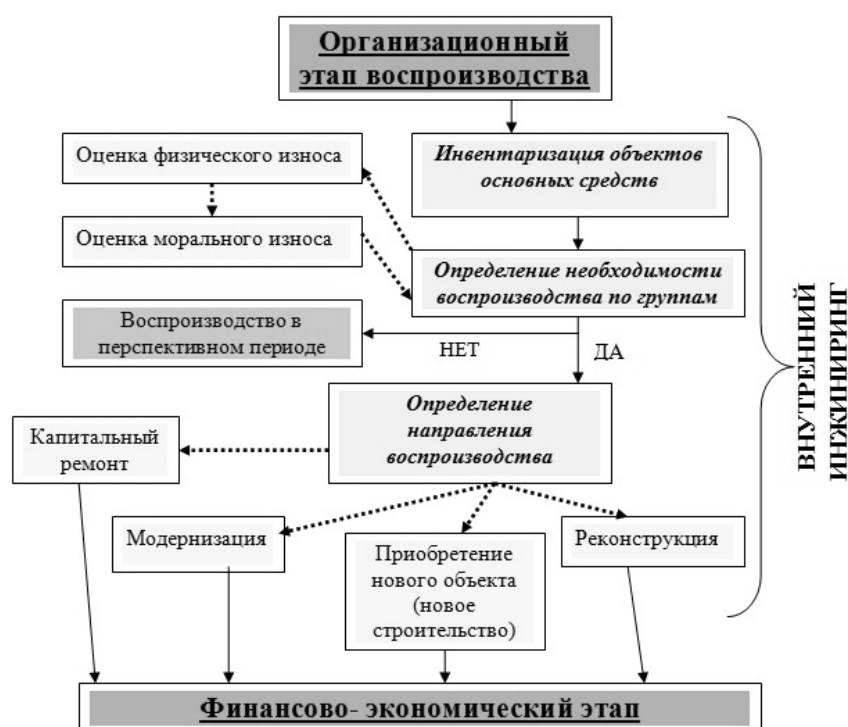 Организационный
этап воспроизводства
Оценка физического износа
Инвентаризация объектов
основных средств
Оценка морального износа
Определение необходимости
воспроизводства по группам
Воспроизводство в
перспективном периоде
НЕТ
ДА
Определение
направления
воспроизводства
Капитальный
ремонт
Модернизация
Приобретение
нового объекта
(новое
строительство)
Реконструкция
ВНУТРЕННИЙ
ИНЖИНИРИНГ
Финансово- экономический этап